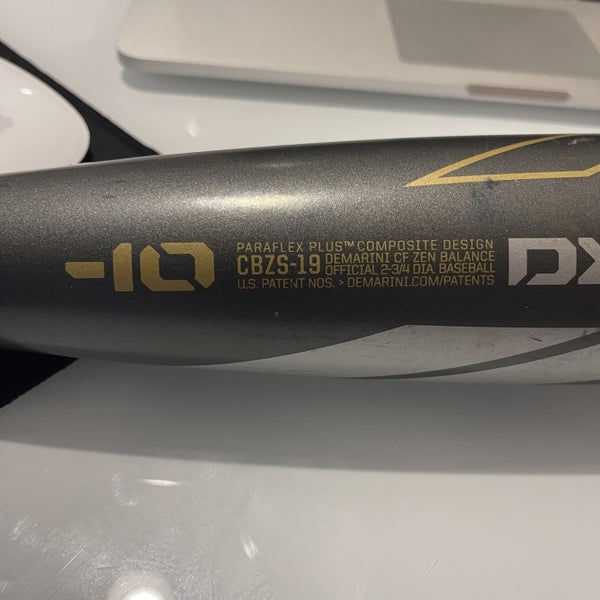 -10
PARAFLEX PLUS™ COMPOSITE DESIGN
CBZS-19 DEMARINI CF ZEN BALANCE
OFFICIAL 2-3/4 DIA. BASEBALL
U.S. PATENT NOS. > DEMARINI.COM/PATENTS
DX